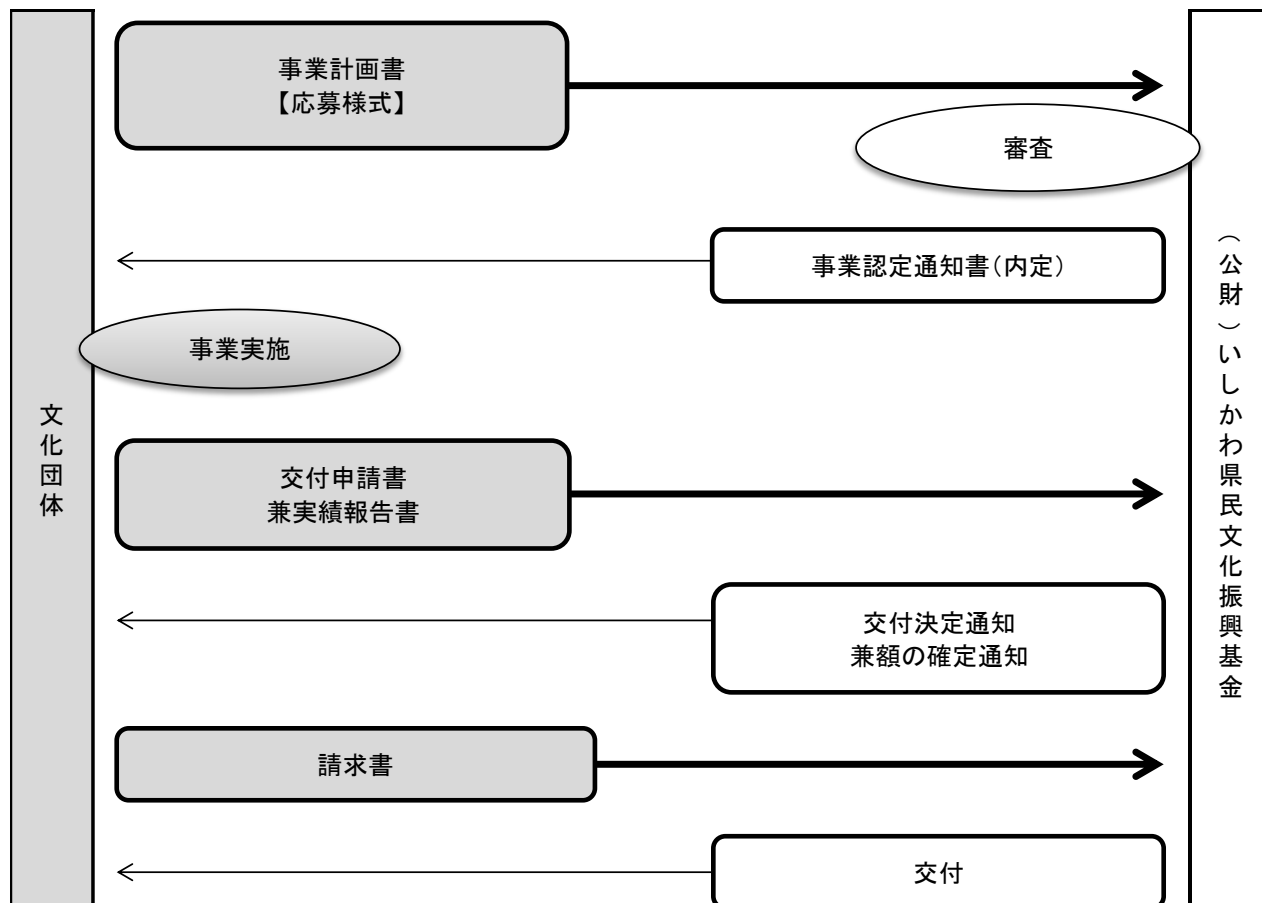 文化団体
事業計画書
【応募様式】
審査
事業認定通知書(内定)
事業実施
交付申請書
兼実績報告書
交付決定通知
兼額の確定通知
請求書
交付
(公財)いしかわ県民文化振興基金